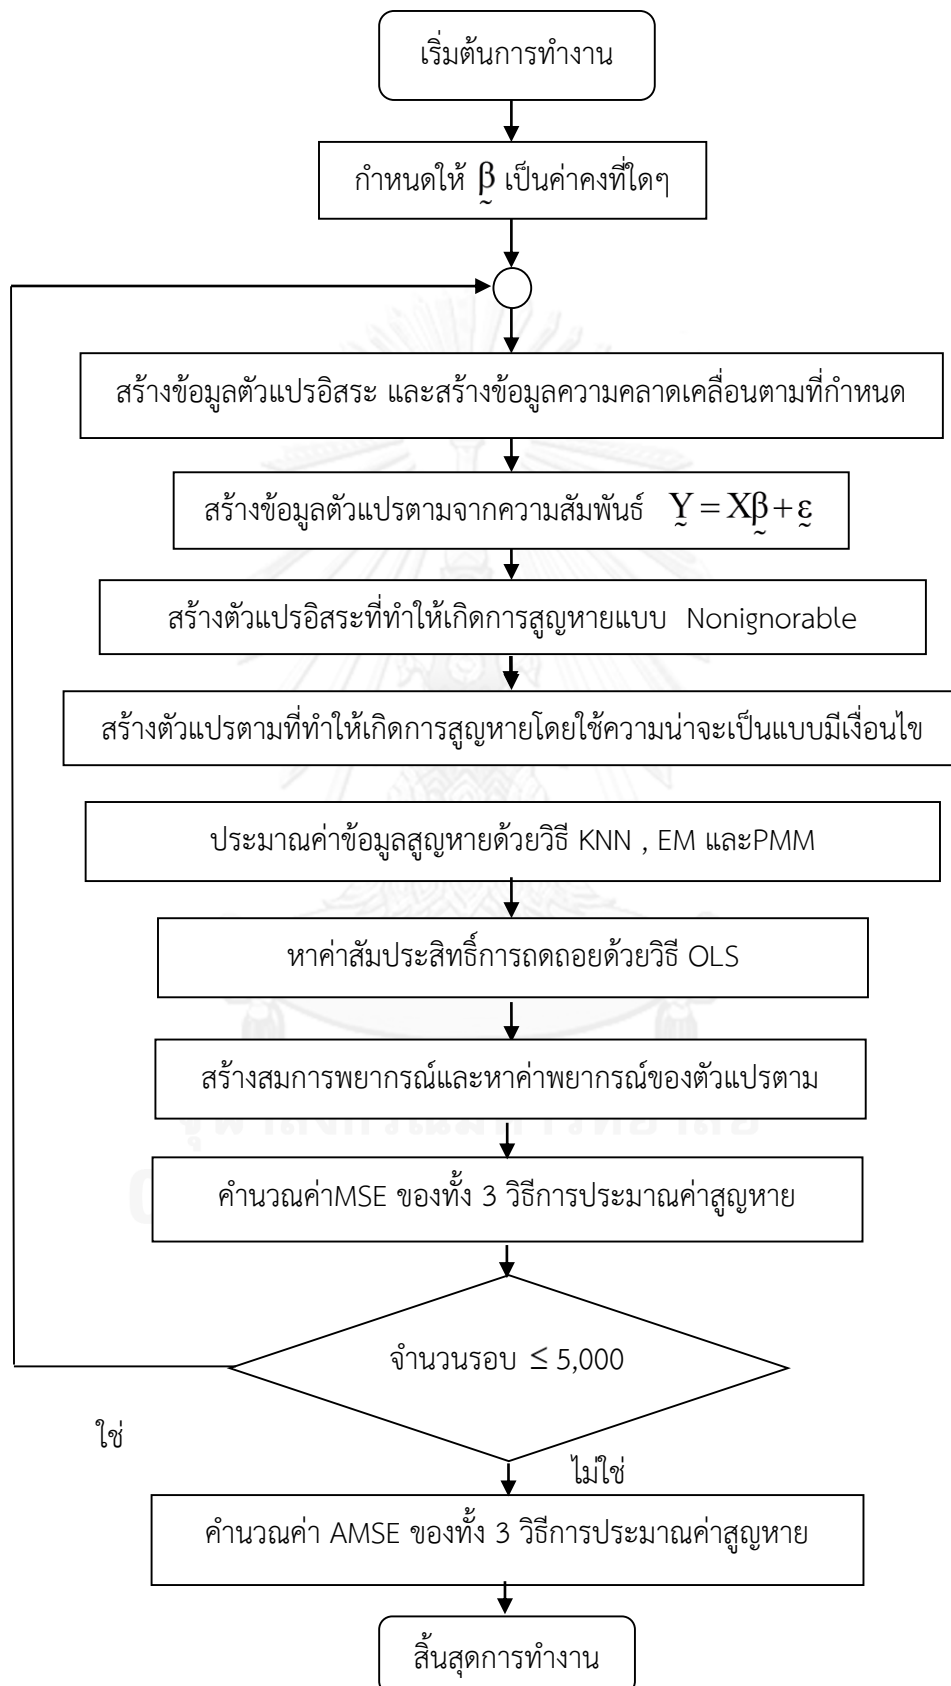 เริ่มต้นการทำงาน
กำหนดให้ β̰ เป็นค่าคงที่ใดๆ
สร้างข้อมูลตัวแปรอิสระ และสร้างข้อมูลความคลาดเคลื่อนตามที่กำหนด
สร้างข้อมูลตัวแปรตามจากความสัมพันธ์ Y̰ = Xβ̰ + ε̰
สร้างตัวแปรอิสระที่ทำให้เกิดการสูญหายแบบ Nonignorable
สร้างตัวแปรตามที่ทำให้เกิดการสูญหายโดยใช้ความน่าจะเป็นแบบมีเงื่อนไข
ประมาณค่าข้อมูลสูญหายด้วยวิธี KNN , EM และPMM
หาค่าสัมประสิทธิ์การถดถอยด้วยวิธี OLS
สร้างสมการพยากรณ์และหาค่าพยากรณ์ของตัวแปรตาม
จุฬาลงกรณ์มหาวิทยาลัย
คำนวณค่าMSE ของทั้ง 3 วิธีการประมาณค่าสูญหาย
จำนวนรอบ ≤ 5,000
ใช่
ไม่ใช่
คำนวณค่า AMSE ของทั้ง 3 วิธีการประมาณค่าสูญหาย
สิ้นสุดการทำงาน